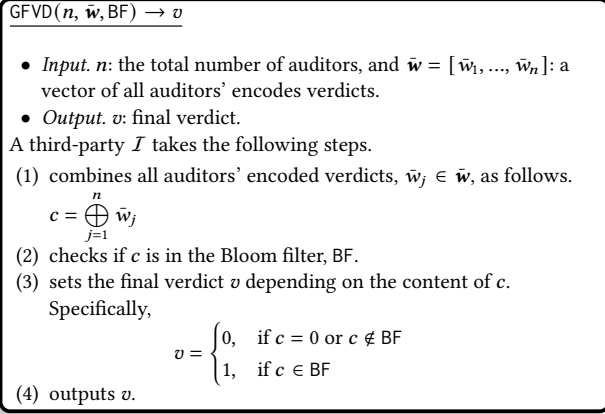 GFVD(n, w̄, BF) → v
• Input. n: the total number of auditors, and w̄ = [w̄₁, ..., w̄ₙ]: a
vector of all auditors' encodes verdicts.
• Output. v: final verdict.
A third-party I takes the following steps.
(1) combines all auditors' encoded verdicts, w̄ⱼ ∈ w̄, as follows.
n
c = ⊕ w̄ⱼ
j=1
(2) checks if c is in the Bloom filter, BF.
(3) sets the final verdict v depending on the content of c.
Specifically,
v = { 0, if c = 0 or c ∉ BF
1, if c ∈ BF
(4) outputs v.